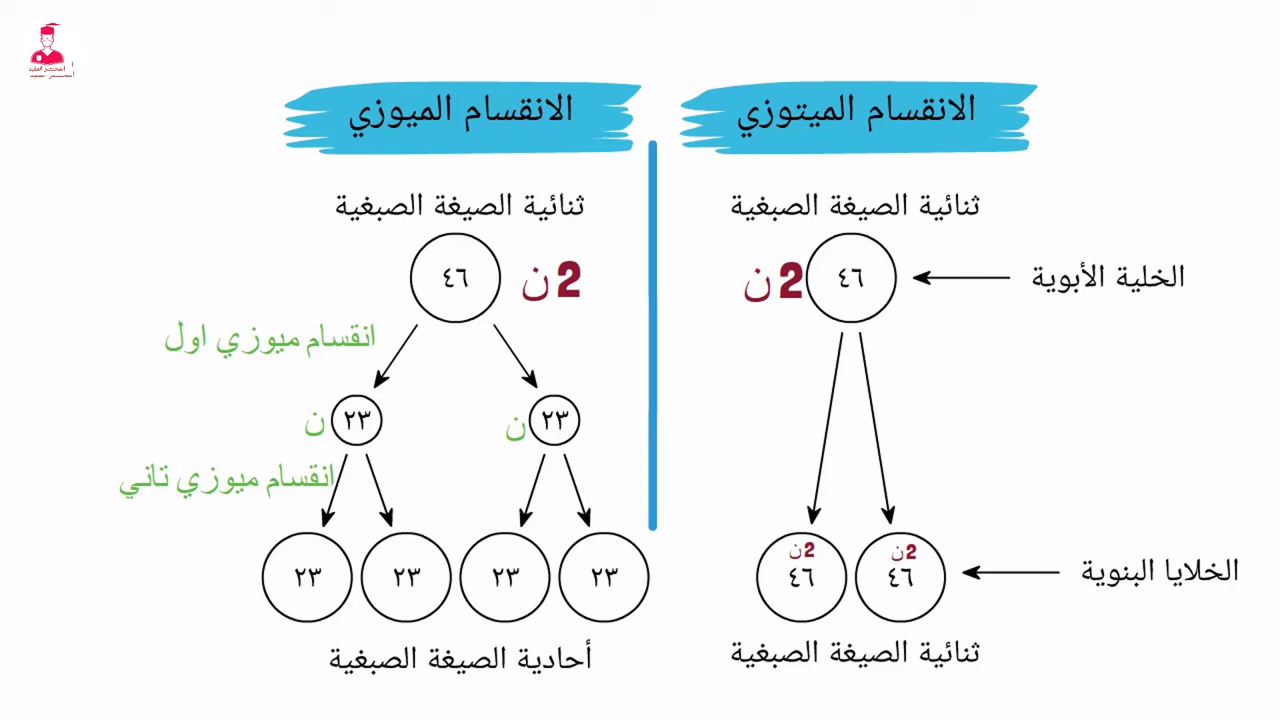 الانقسام الميتوزي
الانقسام الميوزي
ثنائية الصيغة الصبغية
ثنائية الصيغة الصبغية
الخلية الأبوية
٤٦
2ن
2ن
٤٦
انقسام ميوزي اول
٢٣
ن
٢٣
ن
انقسام ميوزي تاني
الخلايا البنوية
2ن
٤٦
2ن
٤٦
٢٣
٢٣
٢٣
٢٣
ثنائية الصيغة الصبغية
أحادية الصيغة الصبغية